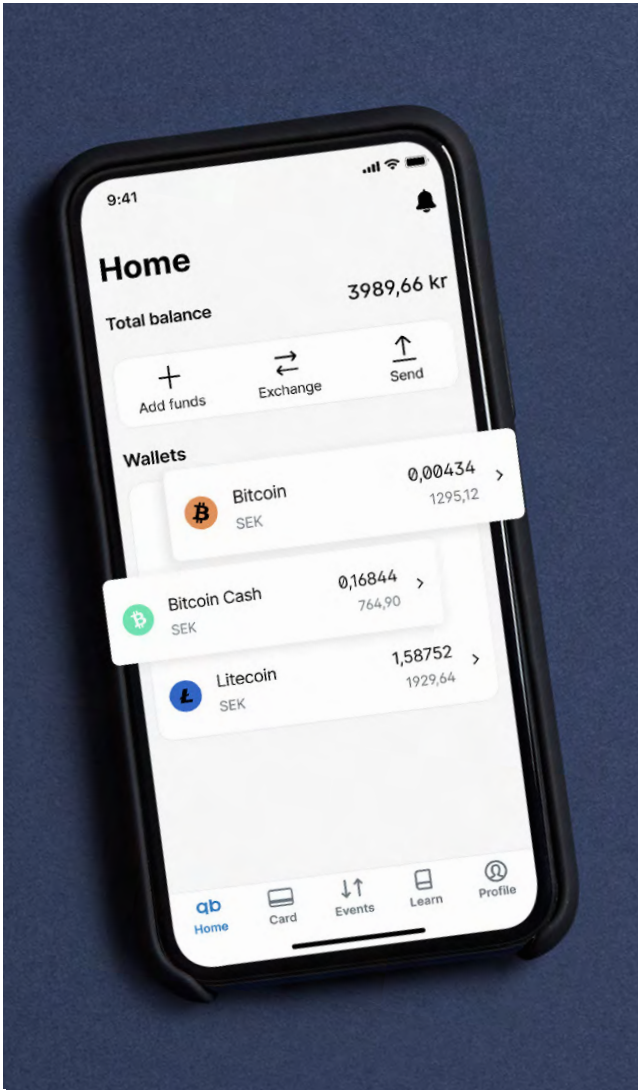 9:41
Home
Total balance 3989,66 kr
Add funds Exchange Send
Wallets
Bitcoin 0,00434
SEK 1295,12
Bitcoin Cash 0,16844
SEK 764,90
Litecoin 1,58752
SEK 1929,64
qb
Home Card Events Learn Profile